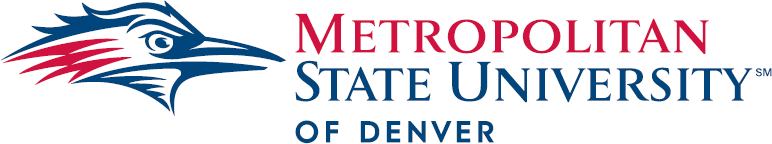 METROPOLITAN
STATE UNIVERSITY℠
OF DENVER